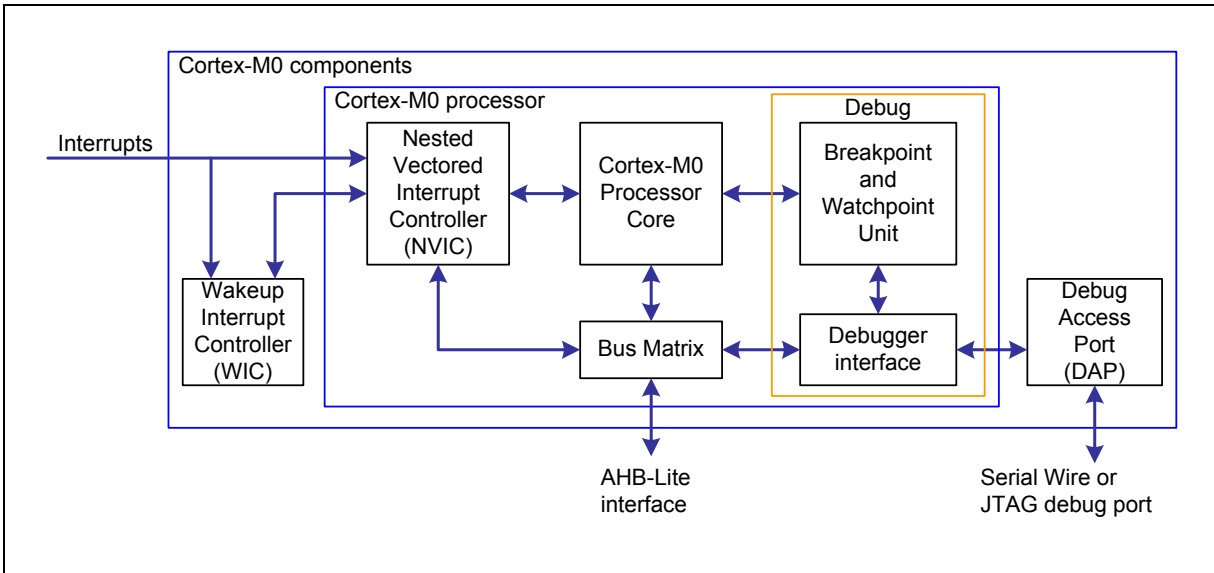 Cortex-M0 components
Cortex-M0 processor
Debug
Interrupts
Nested
Vectored
Interrupt
Controller
(NVIC)
Cortex-M0
Processor
Core
Breakpoint
and
Watchpoint
Unit
Wakeup
Interrupt
Controller
(WIC)
Bus Matrix
Debugger
interface
Debug
Access
Port
(DAP)
AHB-Lite
interface
Serial Wire or
JTAG debug port